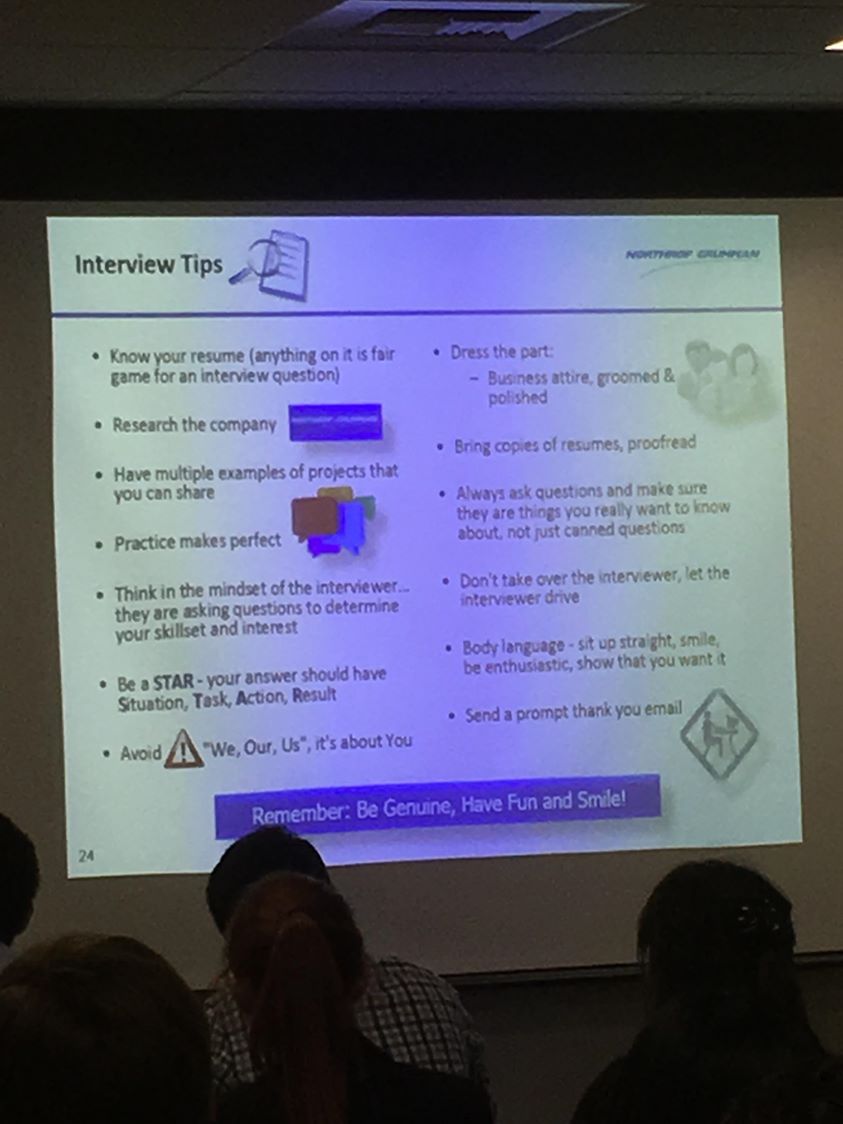 Interview Tips
NORTHROP GRUMMAN
• Know your resume (anything on it is fair
game for an interview question)
• Research the company
• Have multiple examples of projects that
you can share
• Practice makes perfect
• Think in the mindset of the interviewer...
they are asking questions to determine
your skillset and interest
• Be a STAR - your answer should have
Situation, Task, Action, Result
• Avoid "We, Our, Us", it's about You
• Dress the part:
– Business attire, groomed &
polished
• Bring copies of resumes, proofread
• Always ask questions and make sure
they are things you really want to know
about, not just canned questions
• Don't take over the interviewer, let the
interviewer drive
• Body language - sit up straight, smile,
be enthusiastic, show that you want it
• Send a prompt thank you email
Remember: Be Genuine, Have Fun and Smile!
24